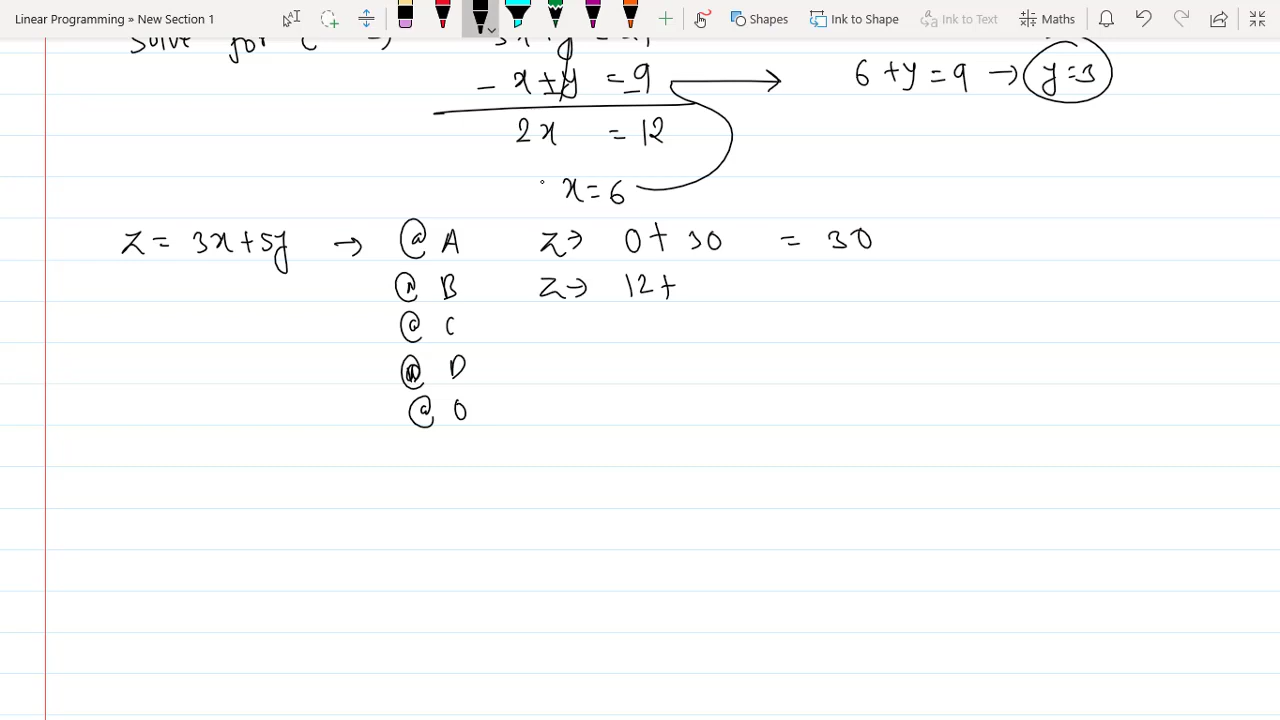 Linear Programming » New Section 1
Shapes
Ink to Shape
Ink to Text
Maths
Solve for C
- x + y = 9
6 + y = 9 → y = 3
2x = 12
x = 6
Z = 3x + 5y → @ A Z ⇒ 0 + 30 = 30
@ B Z ⇒ 12 +
@ C
@ D
@ O